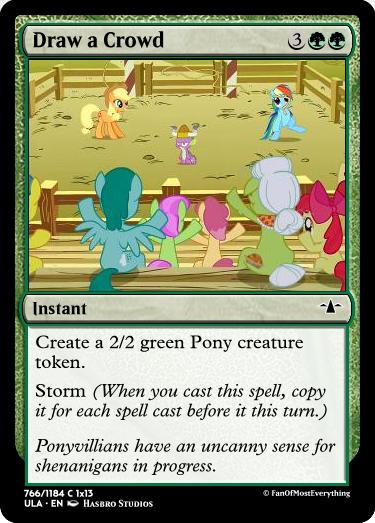 Draw a Crowd 3
Instant
Create a 2/2 green Pony creature
token.
Storm (When you cast this spell, copy
it for each spell cast before it this turn.)
Ponyvillians have an uncanny sense for
shenanigans in progress.
766/1184 C 1x13
ULA • EN HASBRO STUDIOS © FanOfMostEverything